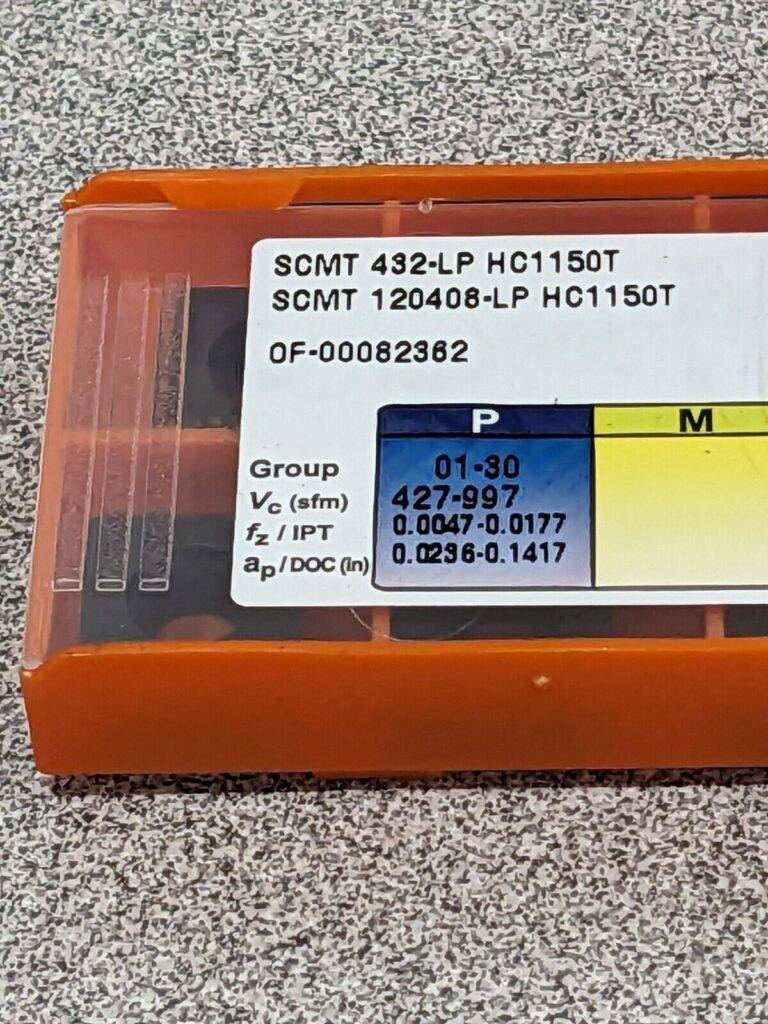 SCMT 432-LP HC1150T
SCMT 120408-LP HC1150T
OF-00082362
P M
Group 01-30
Vc (sfm) 427-997
fz / IPT 0.0047-0.0177
ap / DOC (in) 0.0236-0.1417